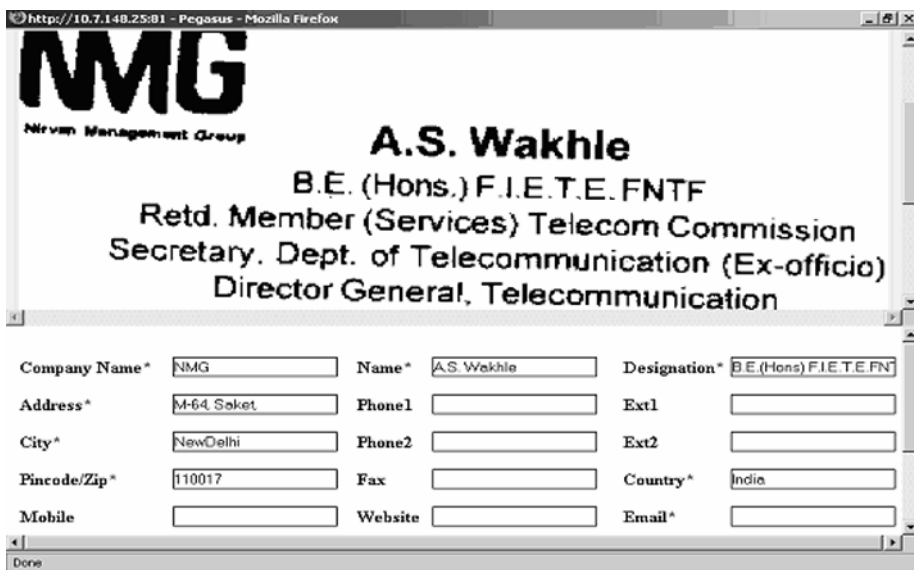 http://10.7.148.25:81 - Pegasus - Mozilla Firefox
NMG
Nirvan Management Group
A.S. Wakhle
B.E. (Hons.) F.I.E.T.E. FNTF
Retd. Member (Services) Telecom Commission
Secretary. Dept. of Telecommunication (Ex-officio)
Director General, Telecommunication
Company Name* NMG Name* A.S. Wakhle Designation* B.E.(Hons) F.I.E.T.E.FNT
Address* M-64, Saket, Phone1 Ext1
City* NewDelhi Phone2 Ext2
Pincode/Zip* 110017 Fax Country* India
Mobile Website Email*
Done